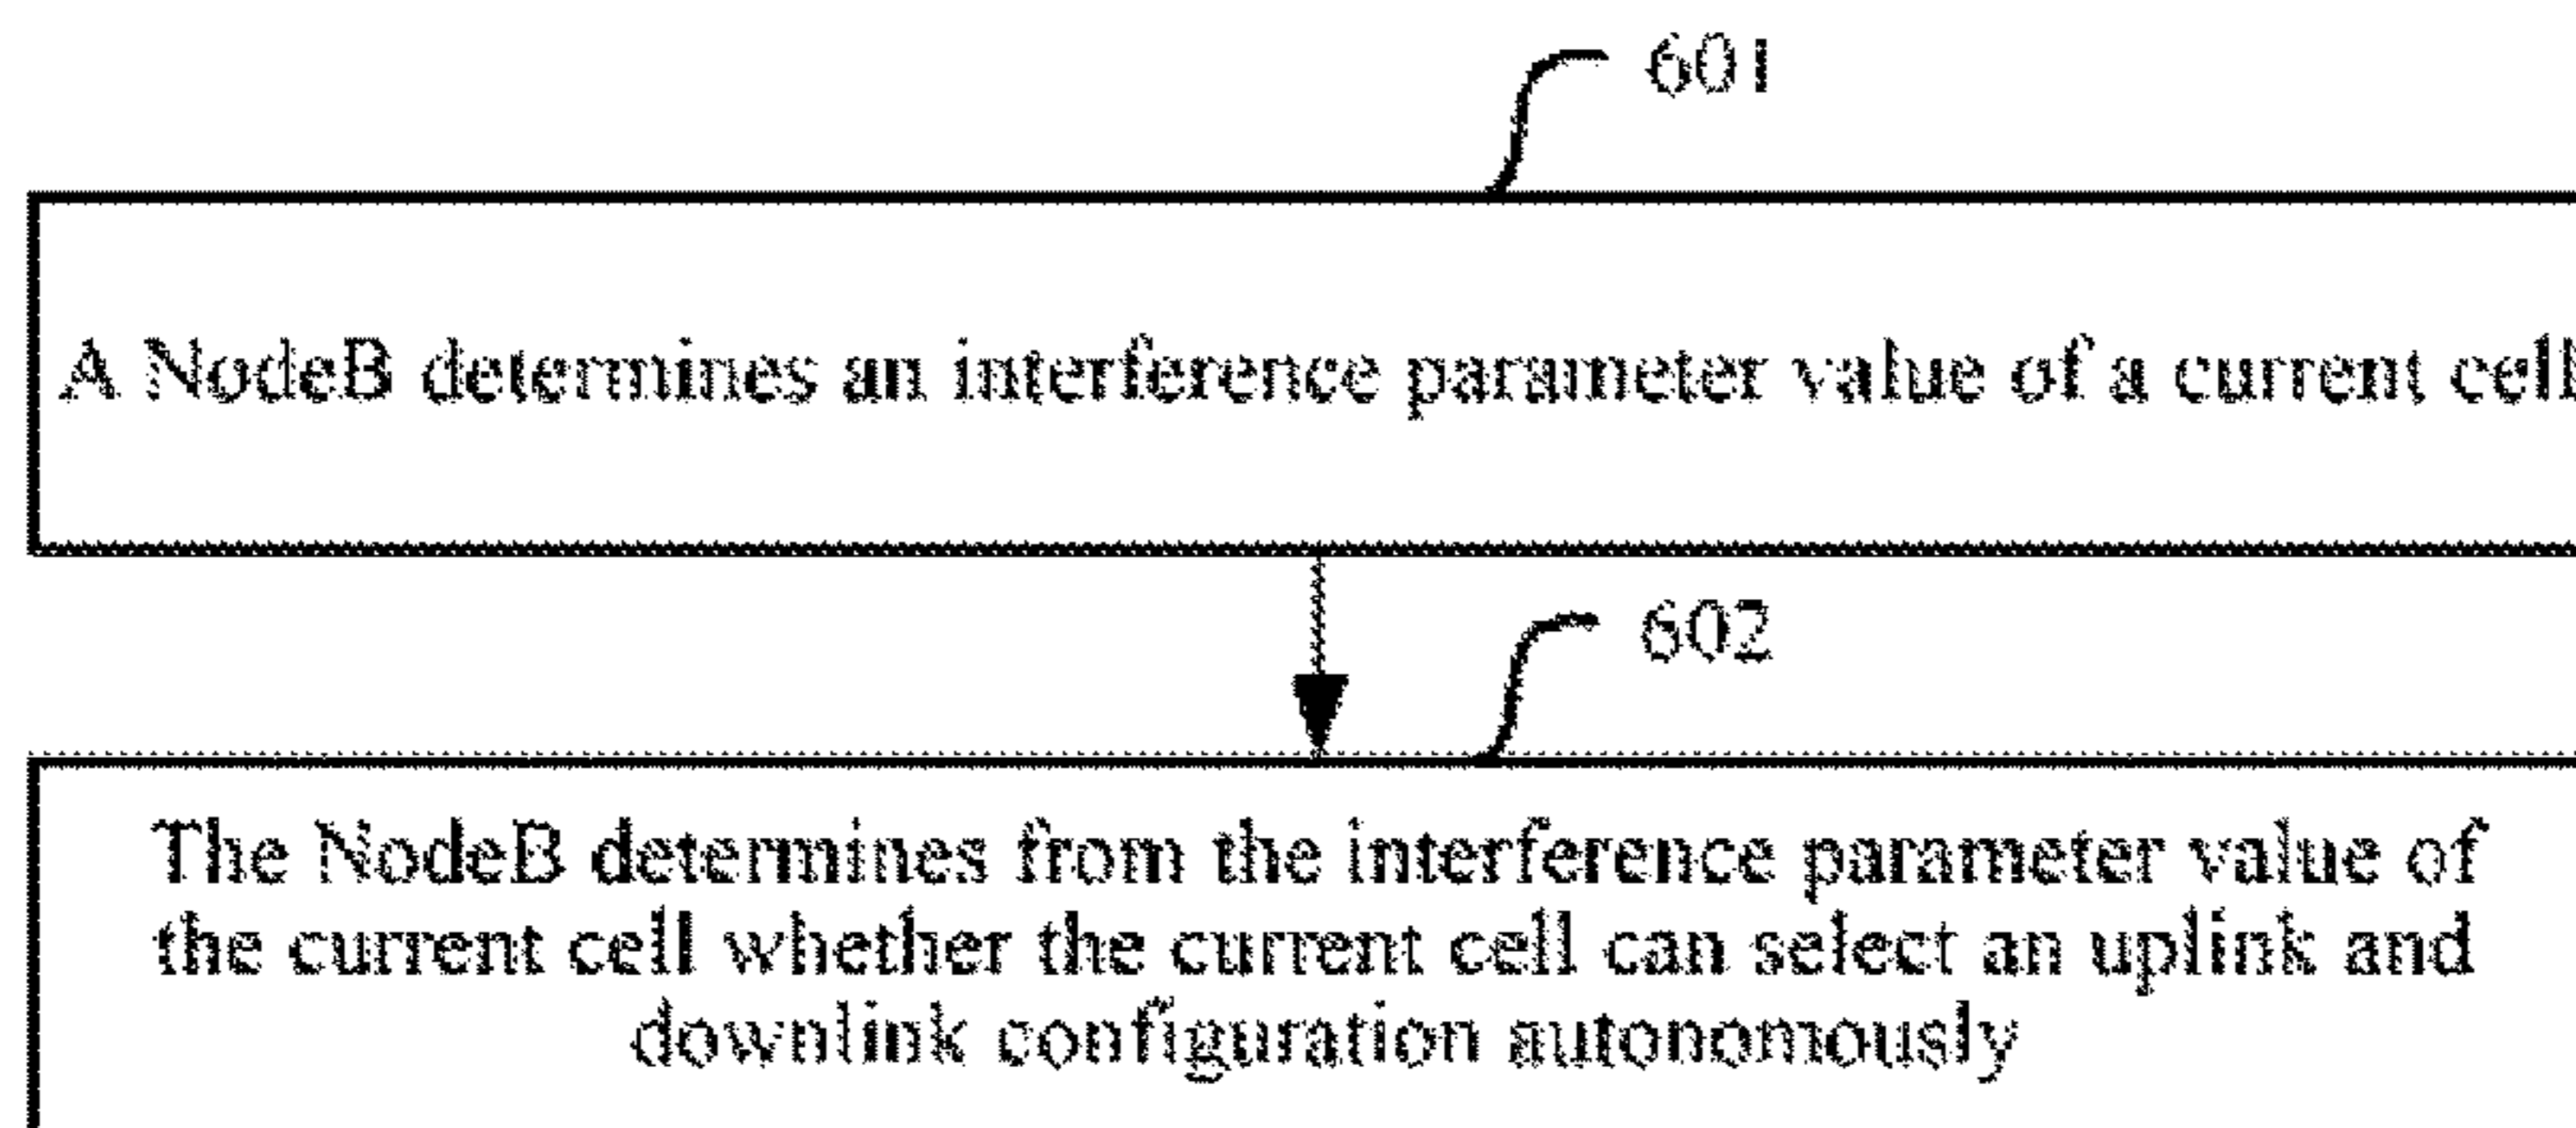 601
A NodeB determines an interference parameter value of a current cell
602
The NodeB determines from the interference parameter value of
the current cell whether the current cell can select an uplink and
downlink configuration autonomously